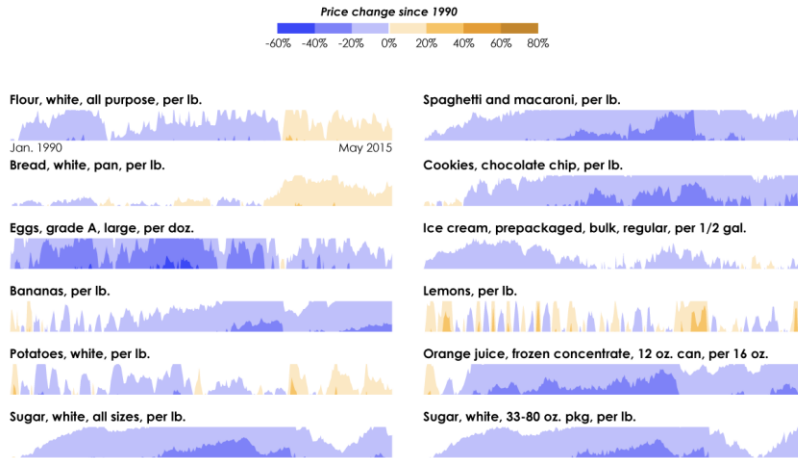 Price change since 1990
-60% -40% -20% 0% 20% 40% 60% 80%
Flour, white, all purpose, per lb.
Jan. 1990 May 2015
Bread, white, pan, per lb.
Eggs, grade A, large, per doz.
Bananas, per lb.
Potatoes, white, per lb.
Sugar, white, all sizes, per lb.
Spaghetti and macaroni, per lb.
Cookies, chocolate chip, per lb.
Ice cream, prepackaged, bulk, regular, per 1/2 gal.
Lemons, per lb.
Orange juice, frozen concentrate, 12 oz. can, per 16 oz.
Sugar, white, 33-80 oz. pkg, per lb.